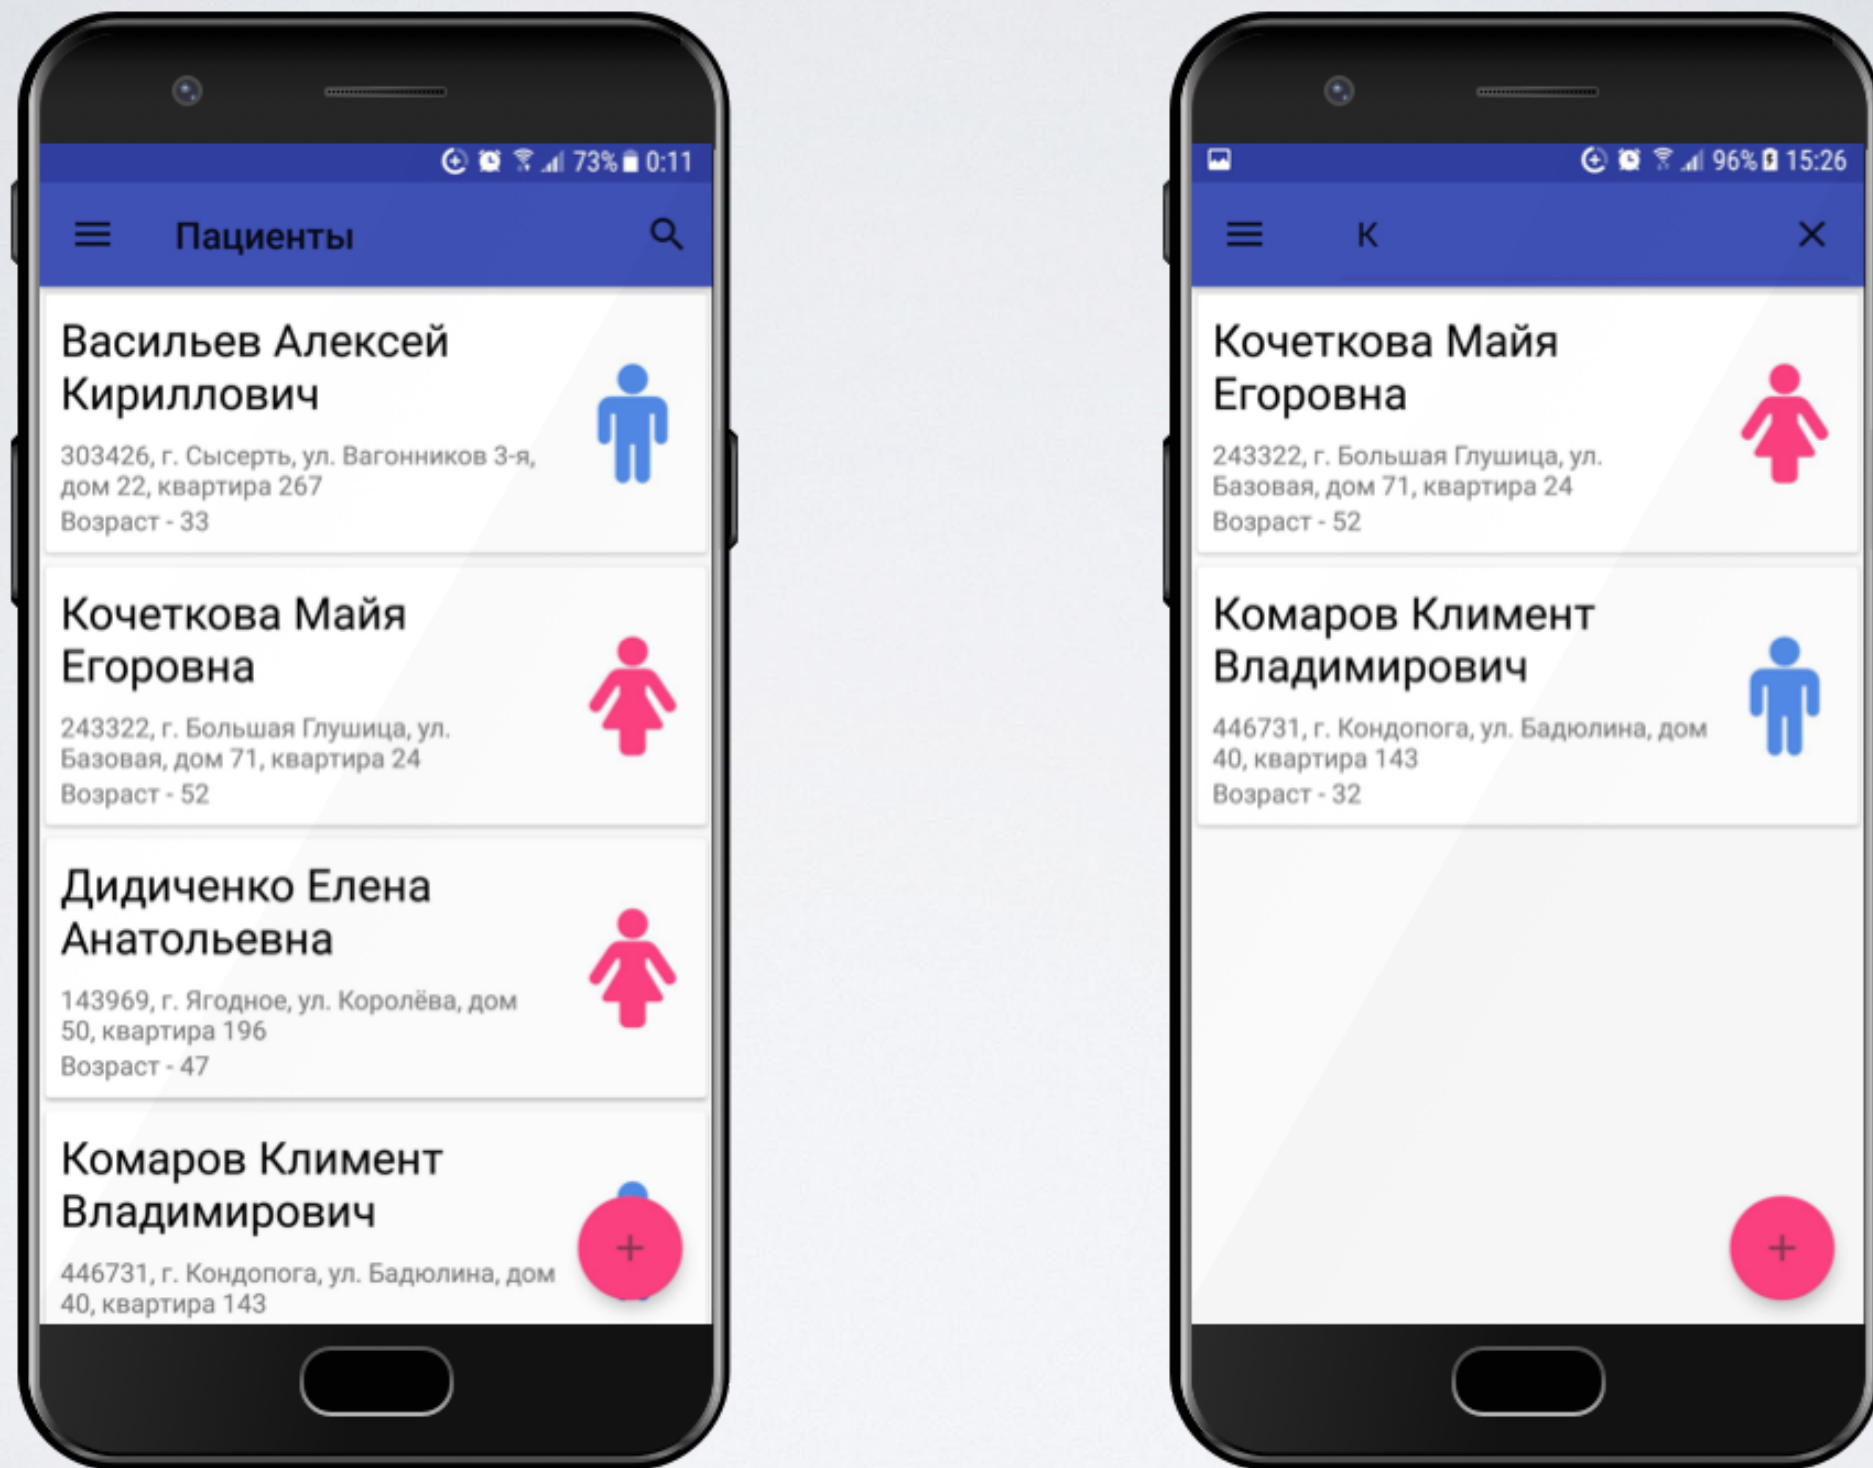 73% 0:11
Пациенты
Васильев Алексей
Кириллович
303426, г. Сысерть, ул. Вагонников 3-я,
дом 22, квартира 267
Возраст - 33
Кочеткова Майя
Егоровна
243322, г. Большая Глушица, ул.
Базовая, дом 71, квартира 24
Возраст - 52
Дидиченко Елена
Анатольевна
143969, г. Ягодное, ул. Королёва, дом
50, квартира 196
Возраст - 47
Комаров Климент
Владимирович
446731, г. Кондопога, ул. Бадюлина, дом
40, квартира 143
96% 15:26
К
Кочеткова Майя
Егоровна
243322, г. Большая Глушица, ул.
Базовая, дом 71, квартира 24
Возраст - 52
Комаров Климент
Владимирович
446731, г. Кондопога, ул. Бадюлина, дом
40, квартира 143
Возраст - 32